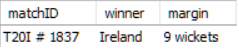 matchID winner margin
T20I # 1837 Ireland 9 wickets